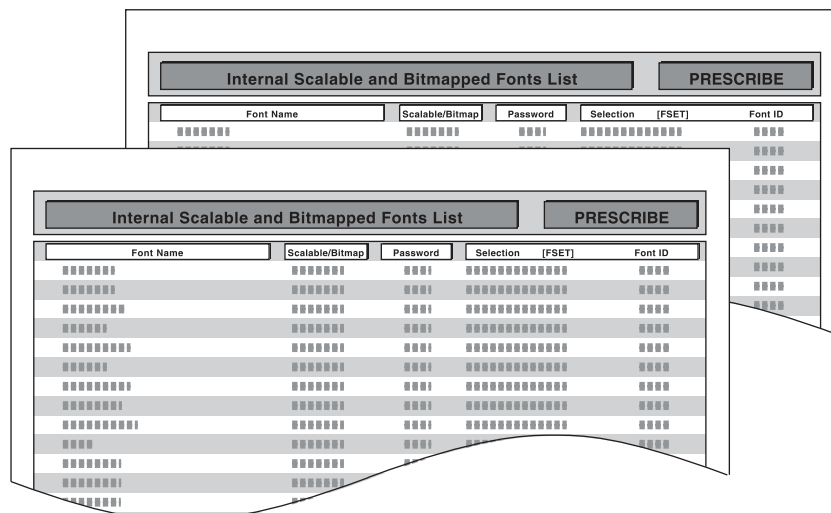 Internal Scalable and Bitmapped Fonts List PRESCRIBE
Font Name Scalable/Bitmap Password Selection [FSET] Font ID
Internal Scalable and Bitmapped Fonts List PRESCRIBE
Font Name Scalable/Bitmap Password Selection [FSET] Font ID